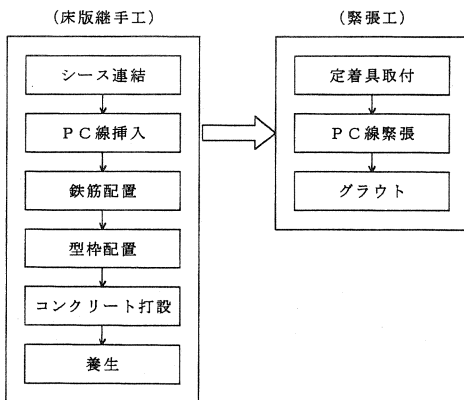 (床版継手工)
シース連結
PC線挿入
鉄筋配置
型枠配置
コンクリート打設
養生
(緊張工)
定着具取付
PC線緊張
グラウト